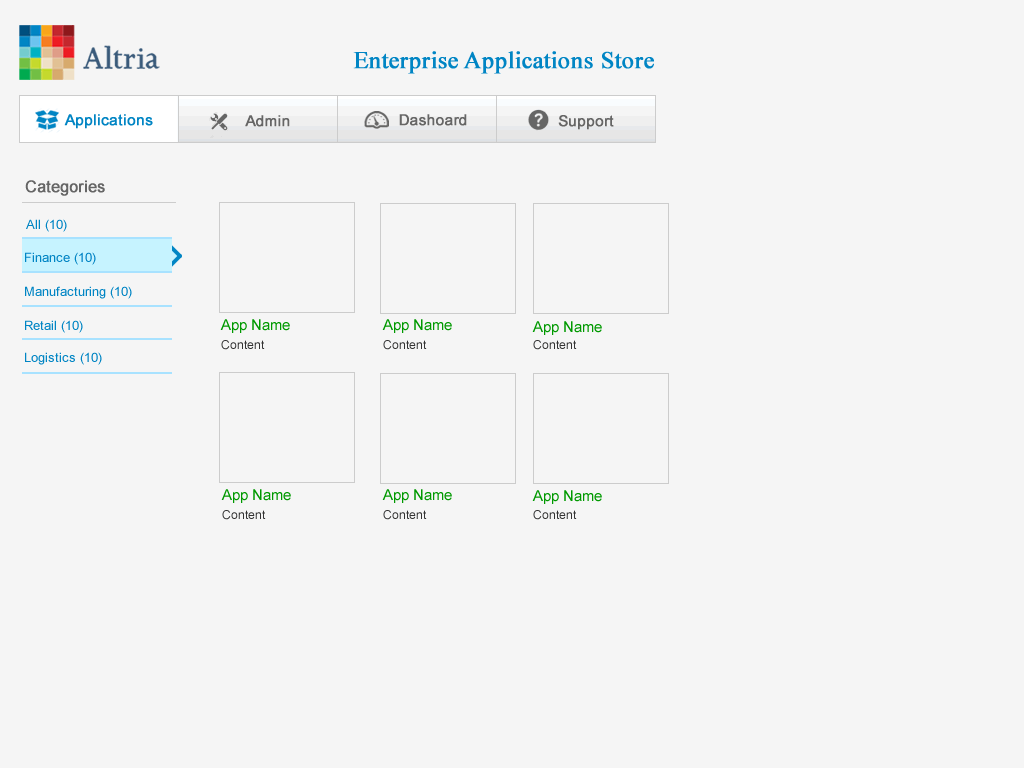 Altria
Enterprise Applications Store
Applications Admin Dashoard Support
Categories
All (10)
Finance (10)
Manufacturing (10)
Retail (10)
Logistics (10)
App Name App Name App Name
Content Content Content
App Name App Name App Name
Content Content Content